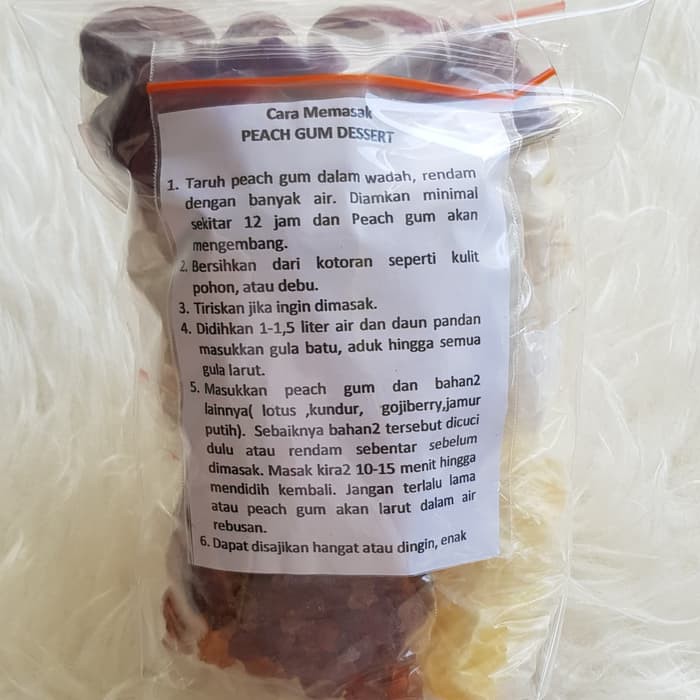 Cara Memasak
PEACH GUM DESSERT
1. Taruh peach gum dalam wadah, rendam
dengan banyak air. Diamkan minimal
sekitar 12 jam dan Peach gum akan
mengembang.
2. Bersihkan dari kotoran seperti kulit
pohon, atau debu.
3. Tiriskan jika ingin dimasak.
4. Didihkan 1-1,5 liter air dan daun pandan
masukkan gula batu, aduk hingga semua
gula larut.
5. Masukkan peach gum dan bahan2
lainnya( lotus ,kundur, gojiberry,jamur
putih). Sebaiknya bahan2 tersebut dicuci
dulu atau rendam sebentar sebelum
dimasak. Masak kira2 10-15 menit hingga
mendidih kembali. Jangan terlalu lama
atau peach gum akan larut dalam air
rebusan.
6. Dapat disajikan hangat atau dingin, enak